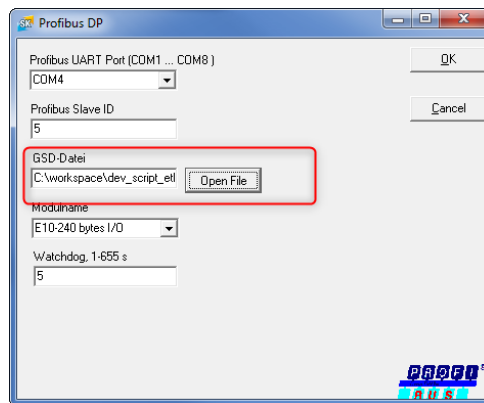 Profibus DP
Profibus UART Port (COM1 ... COM8 )
COM4
OK
Profibus Slave ID
5
Cancel
GSD-Datei
C:\workspace\dev_script_etl
Open File
Modulname
E10-240 bytes I/O
Watchdog, 1-655 s
5
PROFI
BUS